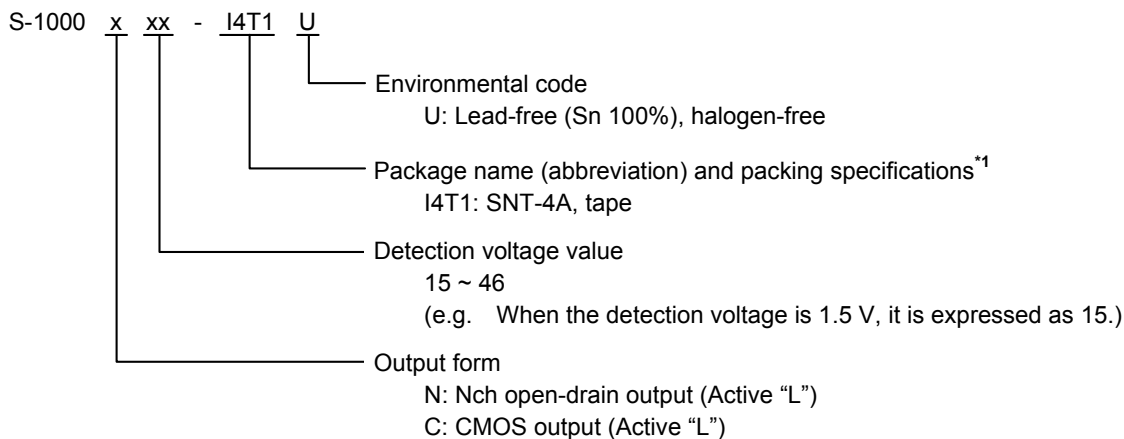 S-1000 x xx - I4T1 U
Environmental code
U: Lead-free (Sn 100%), halogen-free
Package name (abbreviation) and packing specifications*1
I4T1: SNT-4A, tape
Detection voltage value
15 ~ 46
(e.g. When the detection voltage is 1.5 V, it is expressed as 15.)
Output form
N: Nch open-drain output (Active “L”)
C: CMOS output (Active “L”)